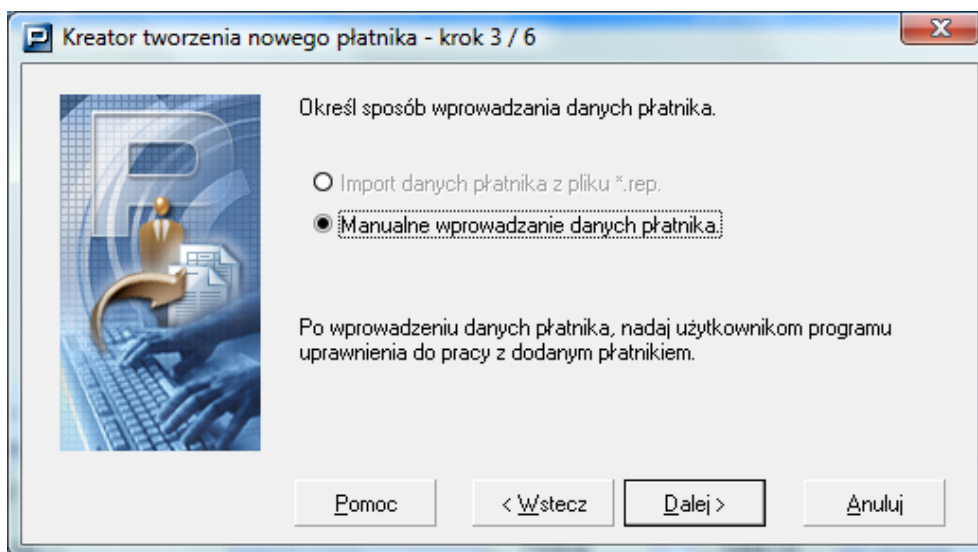 Kreator tworzenia nowego płatnika - krok 3 / 6
Określ sposób wprowadzania danych płatnika.
Import danych płatnika z pliku *.rep.
Manualne wprowadzanie danych płatnika.
Po wprowadzeniu danych płatnika, nadaj użytkownikom programu
uprawnienia do pracy z dodanym płatnikiem.
Pomoc
< Wstecz
Dalej >
Anuluj